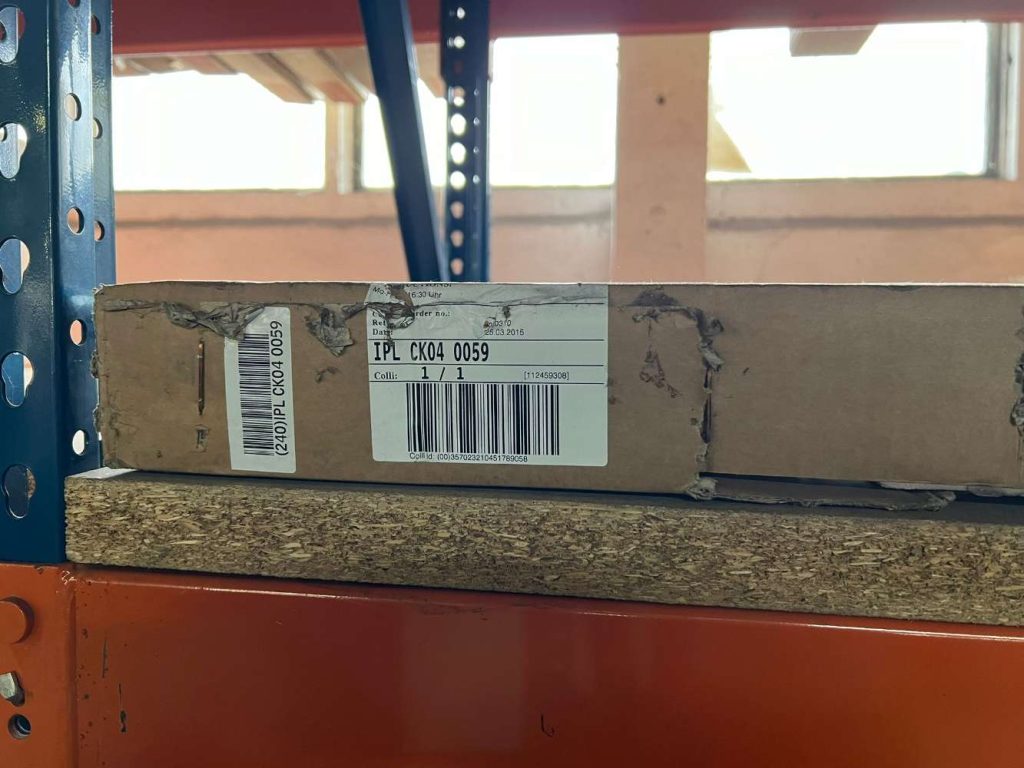 (240)IPL CK04 0059
16:30 Uhr
order no.:
Date: 25.03.2015
IPL CK04 0059
Colli: 1 / 1 [112459308]
Colli Id: (00)357023210451789058